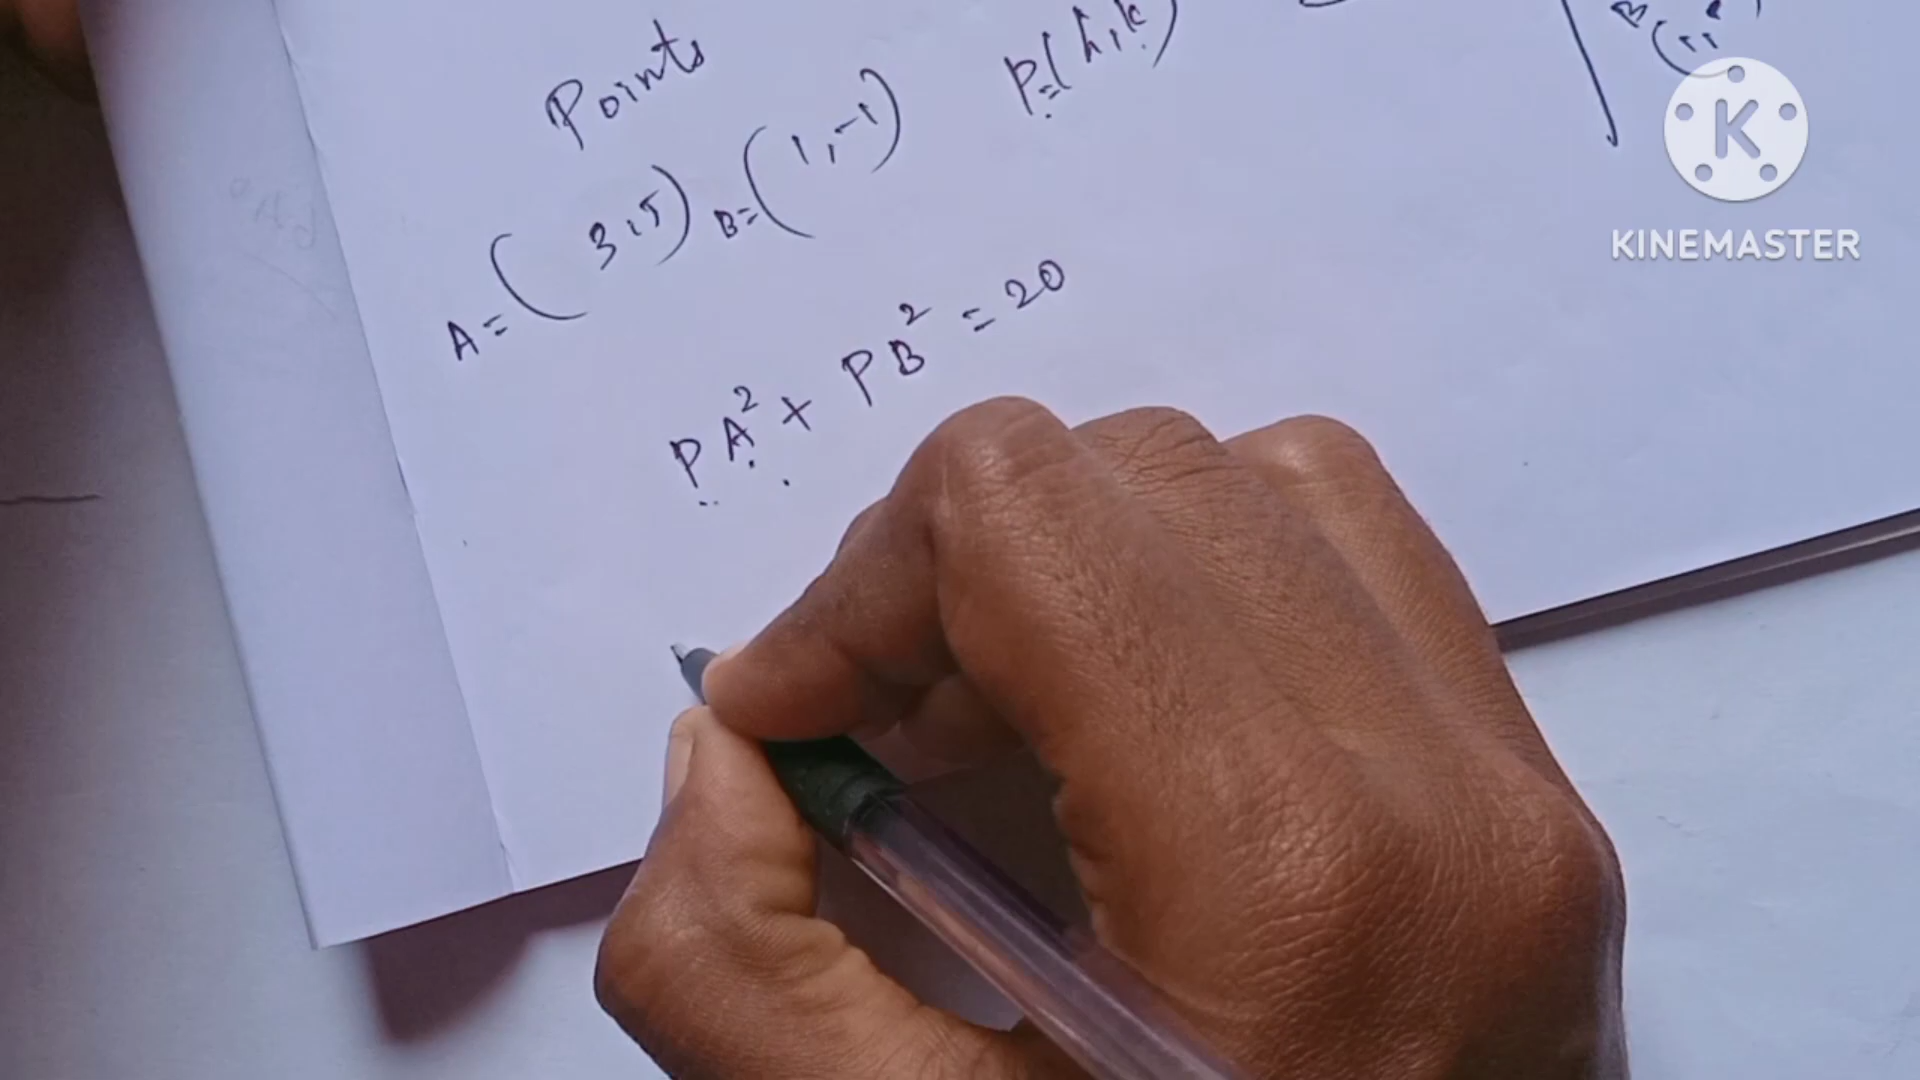 Points
A = ( 3, 5) B = ( 1, -1) P = ( h, k)
PA² + PB² = 20
B
KINEMASTER